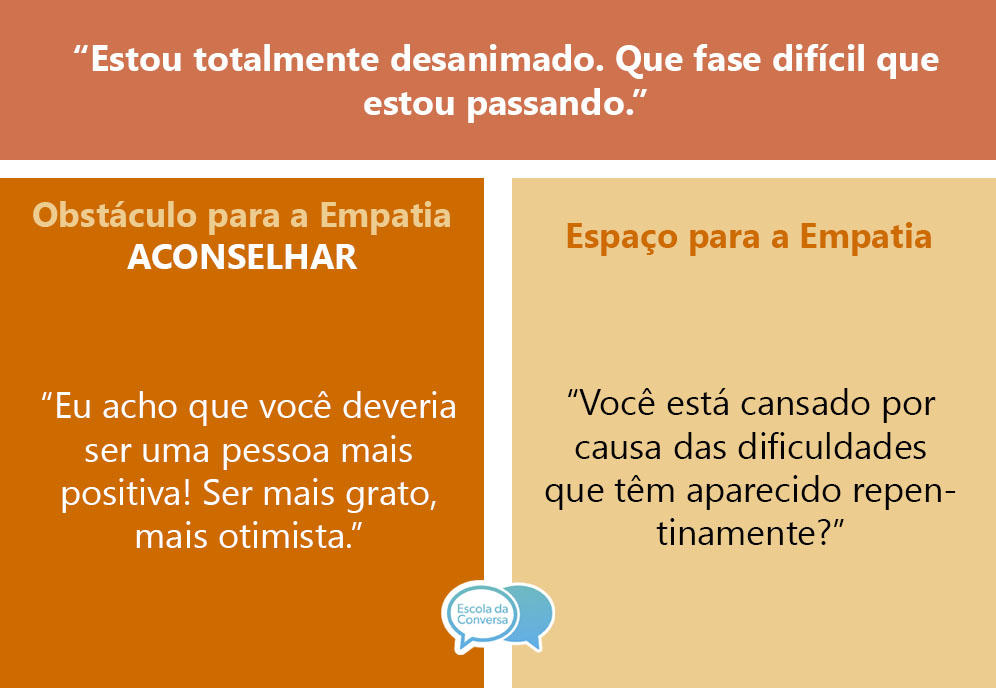 “Estou totalmente desanimado. Que fase difícil que
estou passando.”
Obstáculo para a Empatia
ACONSELHAR
“Eu acho que você deveria
ser uma pessoa mais
positiva! Ser mais grato,
mais otimista.”
Espaço para a Empatia
“Você está cansado por
causa das dificuldades
que têm aparecido repen-
tinamente?”
Escola da
Conversa